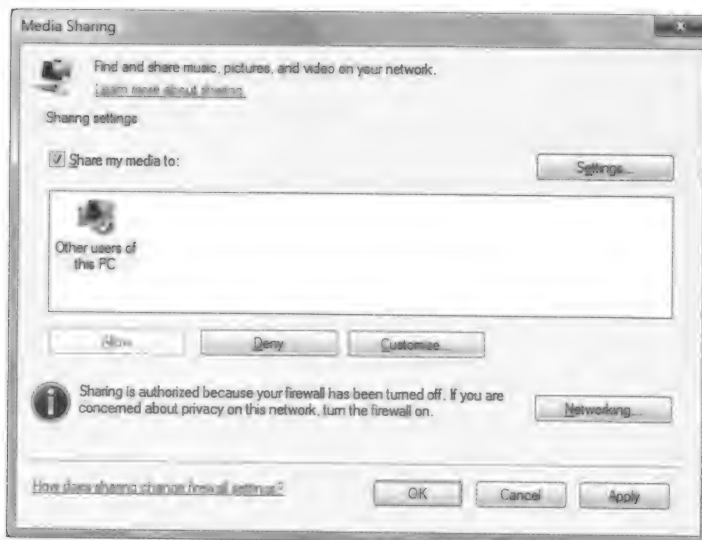 Media Sharing
Find and share music, pictures, and video on your network.
Learn more about sharing.
Sharing settings
Share my media to:
Settings...
Other users of
this PC
Allow
Deny
Customize...
Sharing is authorized because your firewall has been turned off. If you are
concerned about privacy on this network, turn the firewall on.
Networking...
How does sharing change firewall settings?
OK
Cancel
Apply